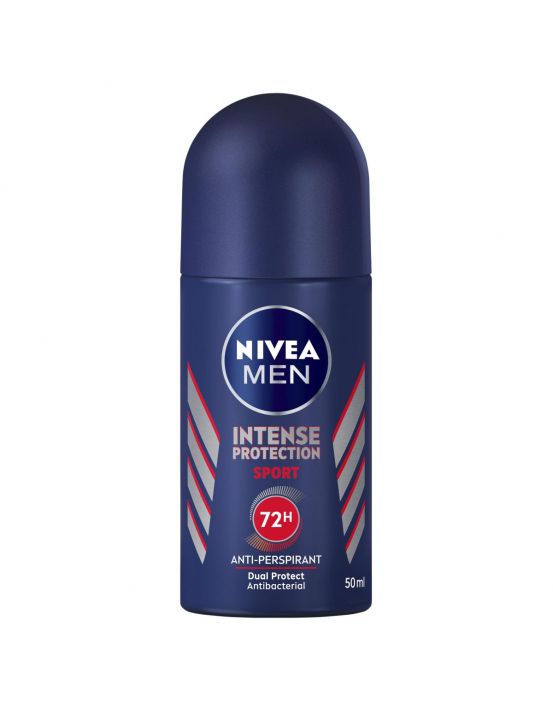 NIVEA
MEN
INTENSE
PROTECTION
SPORT
72H
ANTI-PERSPIRANT
Dual Protect
Antibacterial
50ml